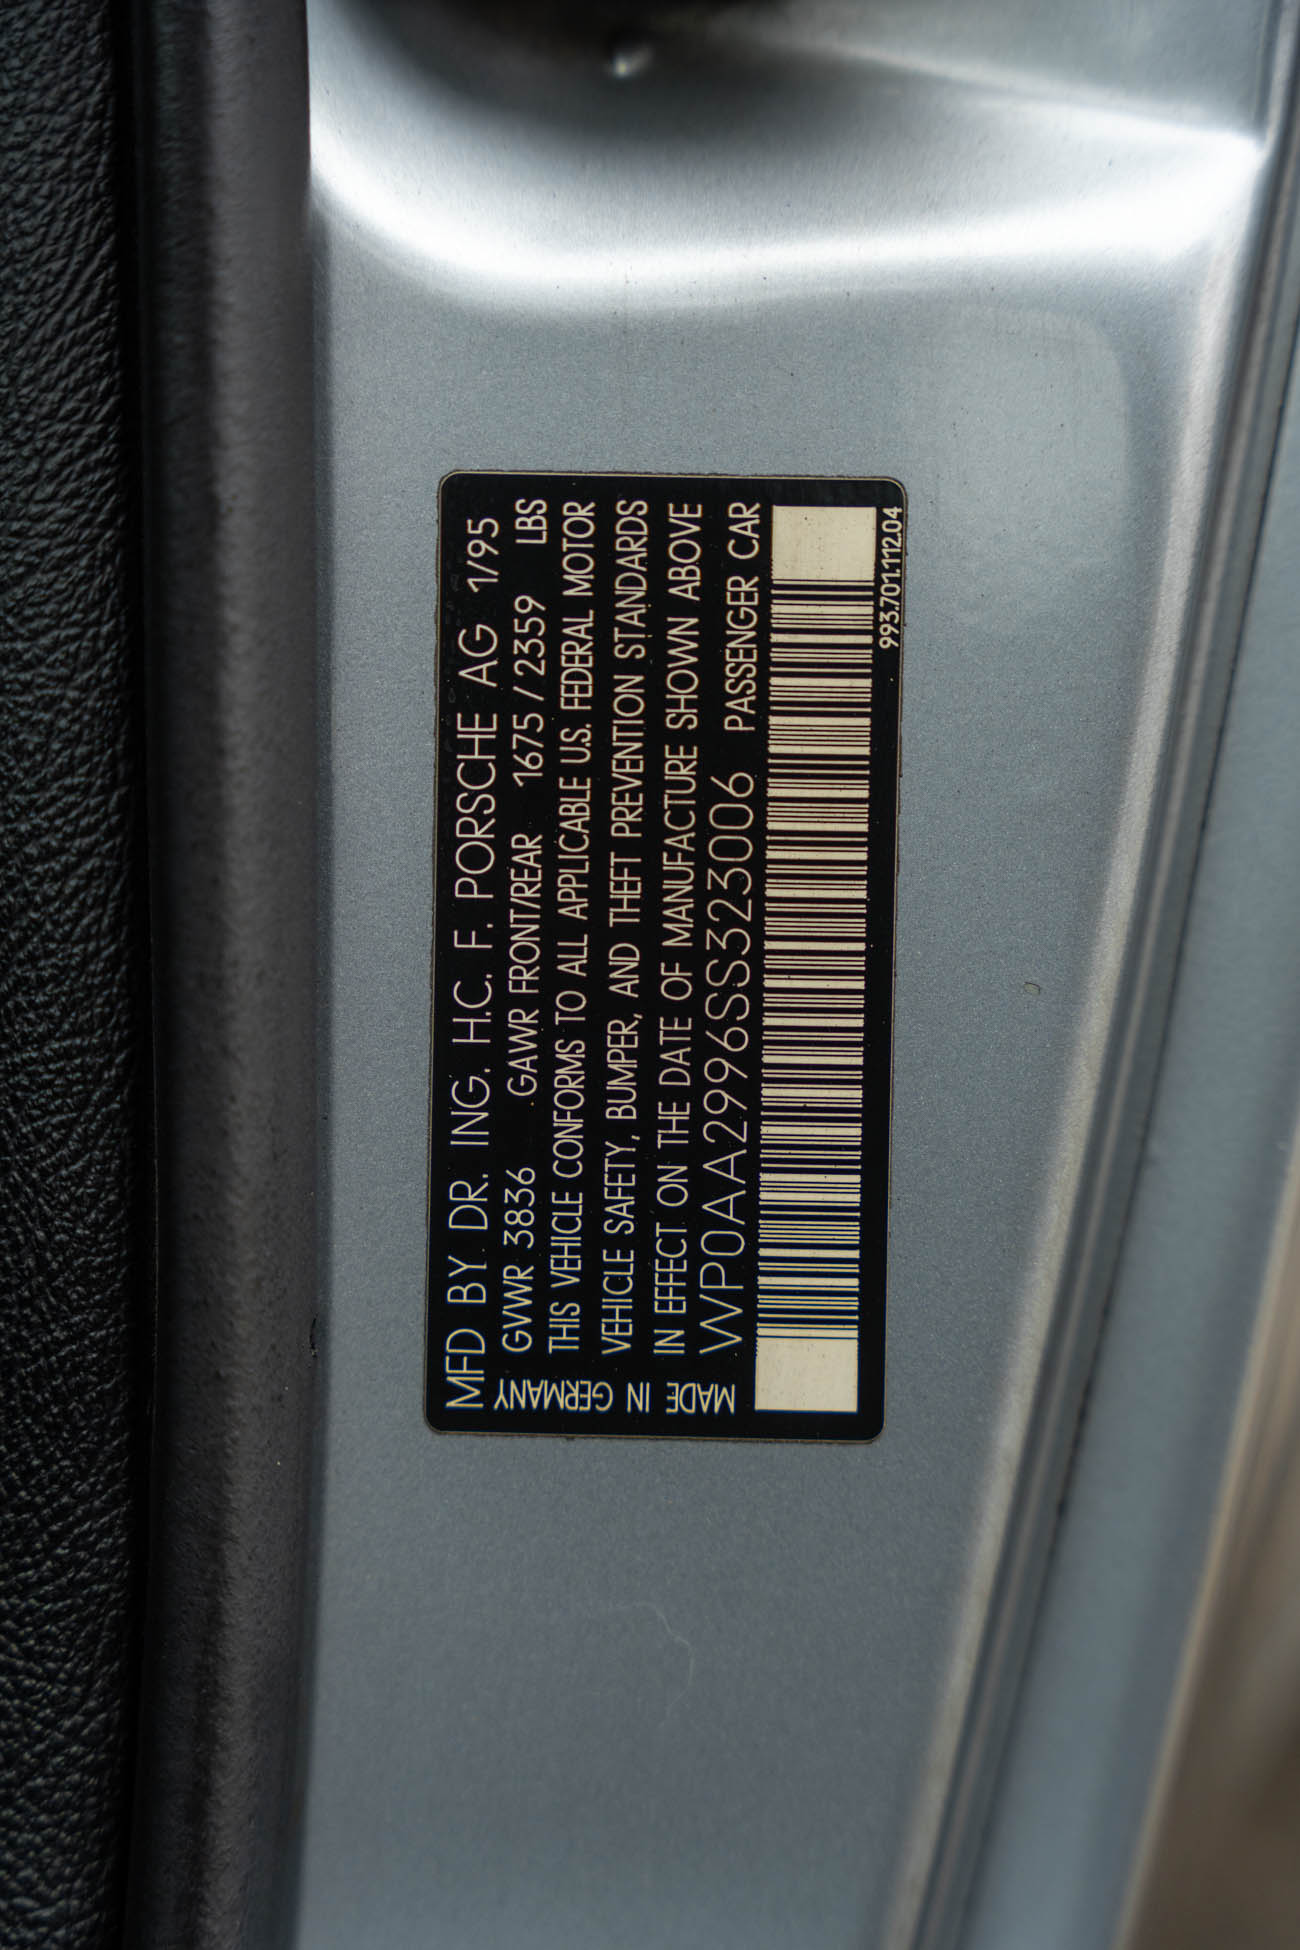 MFD BY DR. ING. H.C. F. PORSCHE AG 1/95
GVWR 3836 GAWR FRONT/REAR 1675/2359 LBS
THIS VEHICLE CONFORMS TO ALL APPLICABLE U.S. FEDERAL MOTOR
VEHICLE SAFETY, BUMPER, AND THEFT PREVENTION STANDARDS
IN EFFECT ON THE DATE OF MANUFACTURE SHOWN ABOVE
WP0AA2996SS323006 PASSENGER CAR
MADE IN GERMANY
993.701.112.04